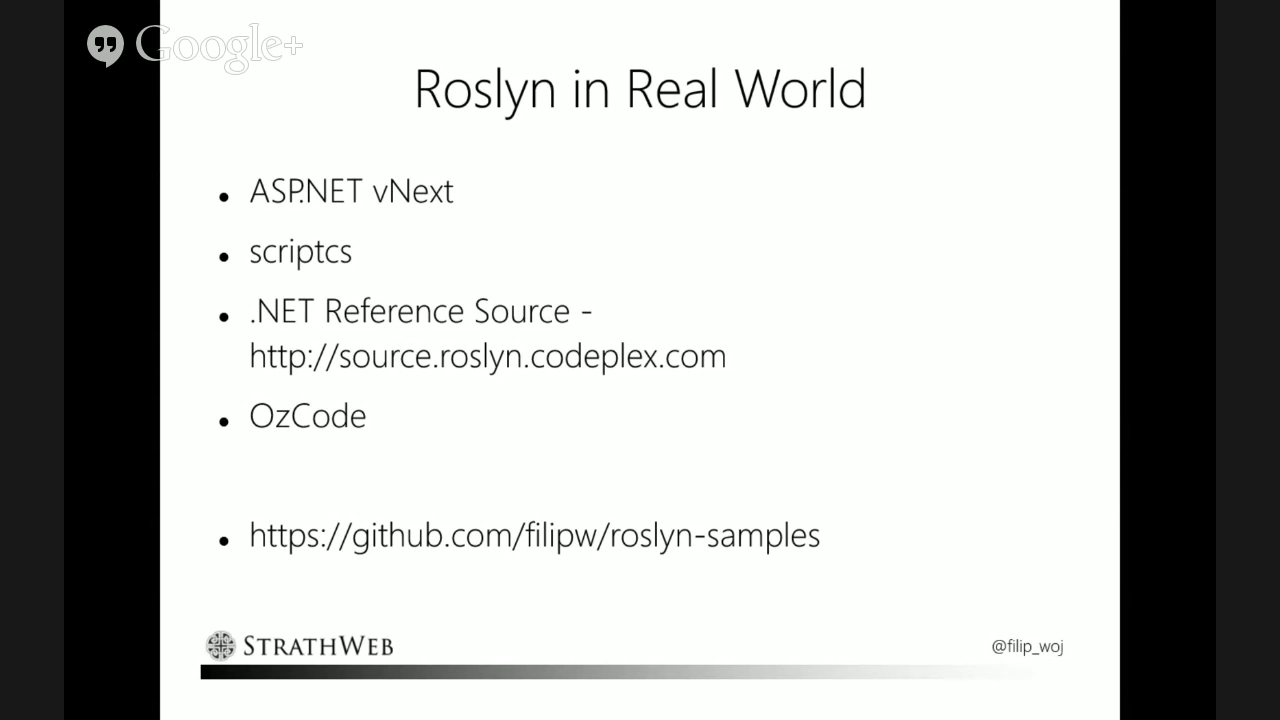 Google+
Roslyn in Real World
• ASP.NET vNext
• scriptcs
• .NET Reference Source -
http://source.roslyn.codeplex.com
• OzCode
• https://github.com/filipw/roslyn-samples
STRATHWEB
@filip_woj